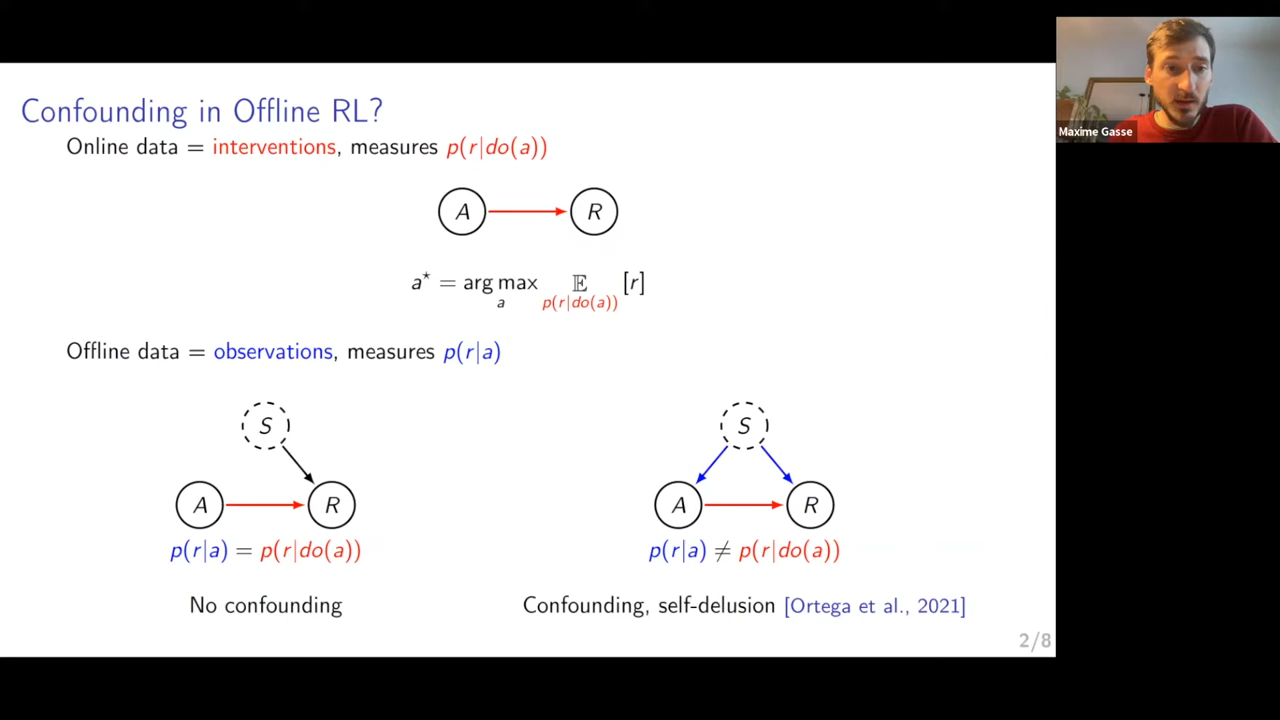 Confounding in Offline RL?
Online data = interventions, measures p(r|do(a))
A
R
a⋆ = arg max E [r]
a
p(r|do(a))
Offline data = observations, measures p(r|a)
S
A
R
p(r|a) = p(r|do(a))
No confounding
S
A
R
p(r|a) ≠ p(r|do(a))
Confounding, self-delusion [Ortega et al., 2021]
2/8
Maxime Gasse